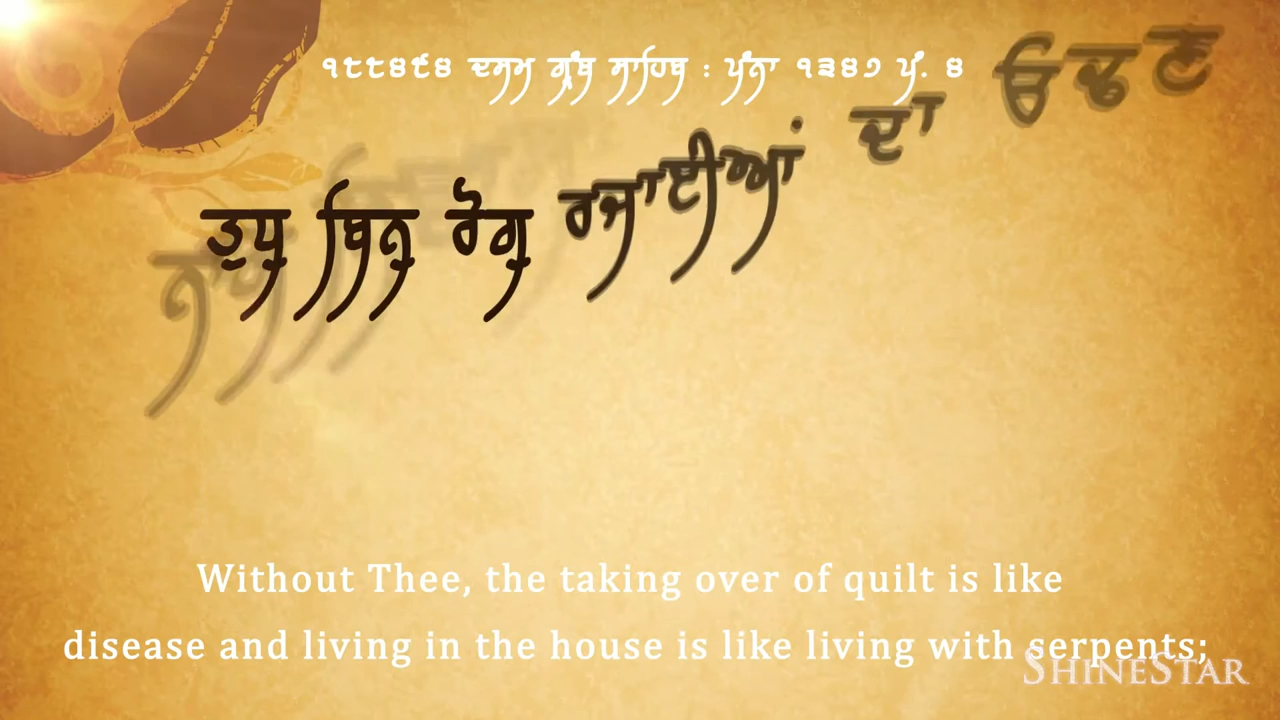 ੧੮੮੪੯੪ ਦਸਮ ਗ੍ਰੰਥ ਸਾਹਿਬ : ਪੰਨਾ ੧੩੪੭ ਪੰ. ੪
ਤੁਧੁ ਬਿਨੁ ਰੋਗੁ ਰਜਾਈਆਂ ਦਾ ਓਢਣ
Without Thee, the taking over of quilt is like
disease and living in the house is like living with serpents;
SHINESTAR